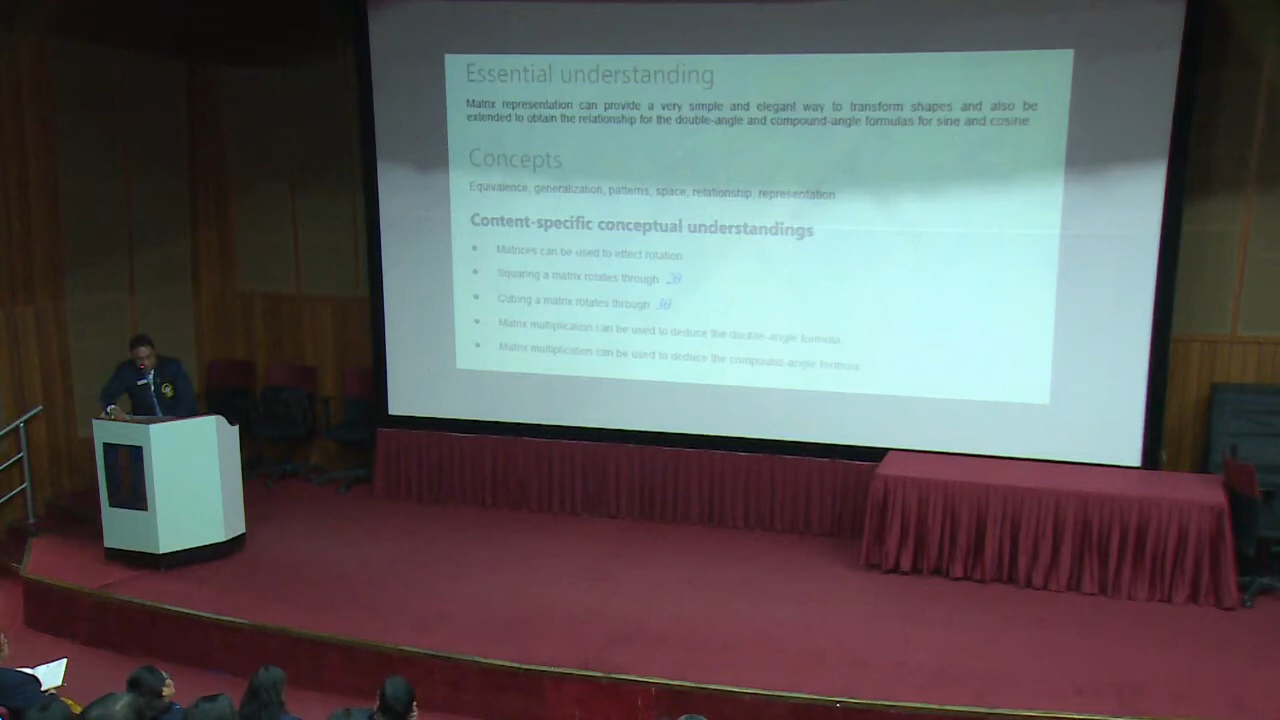 Essential understanding
Matrix representation can provide a very simple and elegant way to transform shapes and also be
extended to obtain the relationship for the double-angle and compound-angle formulas for sine and cosine
Concepts
Equivalence, generalization, patterns, space, relationship, representation
Content-specific conceptual understandings
• Matrices can be used to effect rotation
• Squaring a matrix rotates through 2θ
• Cubing a matrix rotates through 3θ
• Matrix multiplication can be used to deduce the double-angle formula
• Matrix multiplication can be used to deduce the compound-angle formula